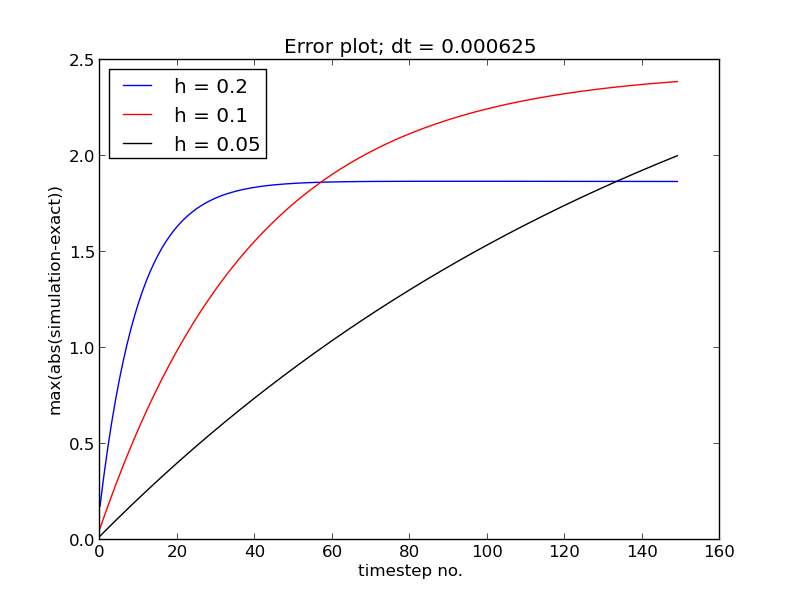 Error plot; dt = 0.000625
h = 0.2
h = 0.1
h = 0.05
max(abs(simulation-exact))
2.5
2.0
1.5
1.0
0.5
0.0
0 20 40 60 80 100 120 140 160
timestep no.